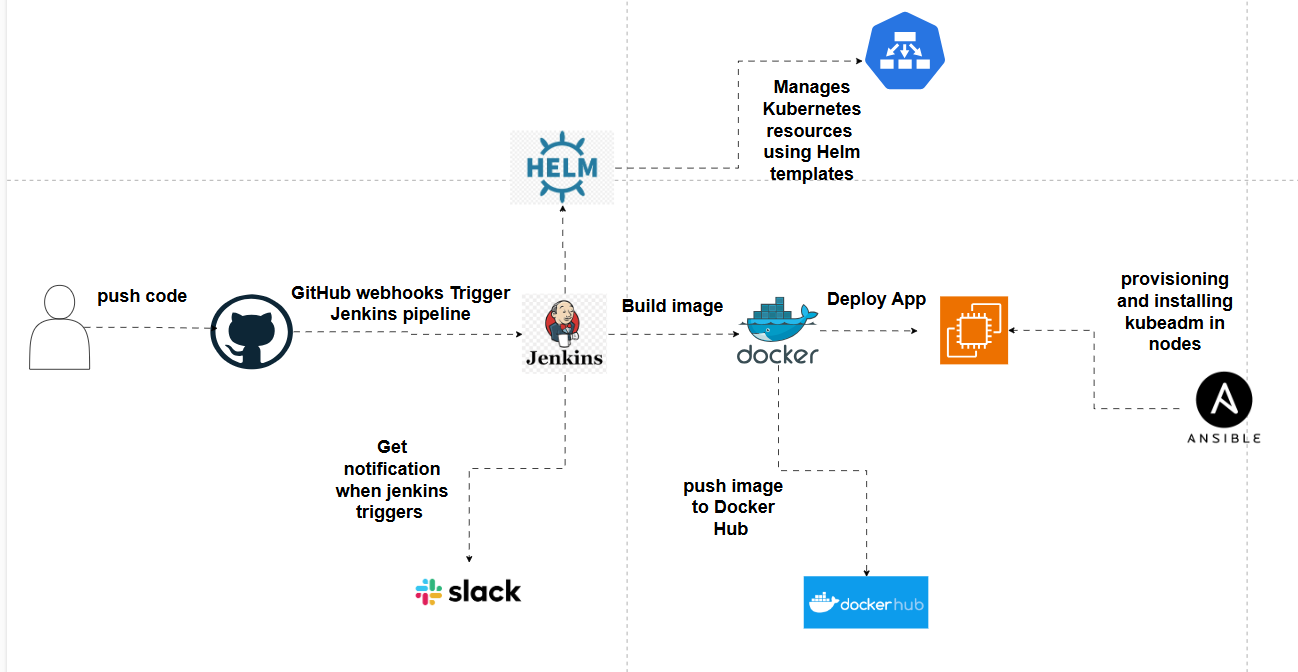 Manages
Kubernetes
resources
using Helm
templates
HELM
push code
GitHub webhooks Trigger
Jenkins pipeline
Jenkins
Build image
docker
Deploy App
provisioning
and installing
kubeadm in
nodes
ANSIBLE
Get
notification
when jenkins
triggers
slack
push image
to Docker
Hub
dockerhub